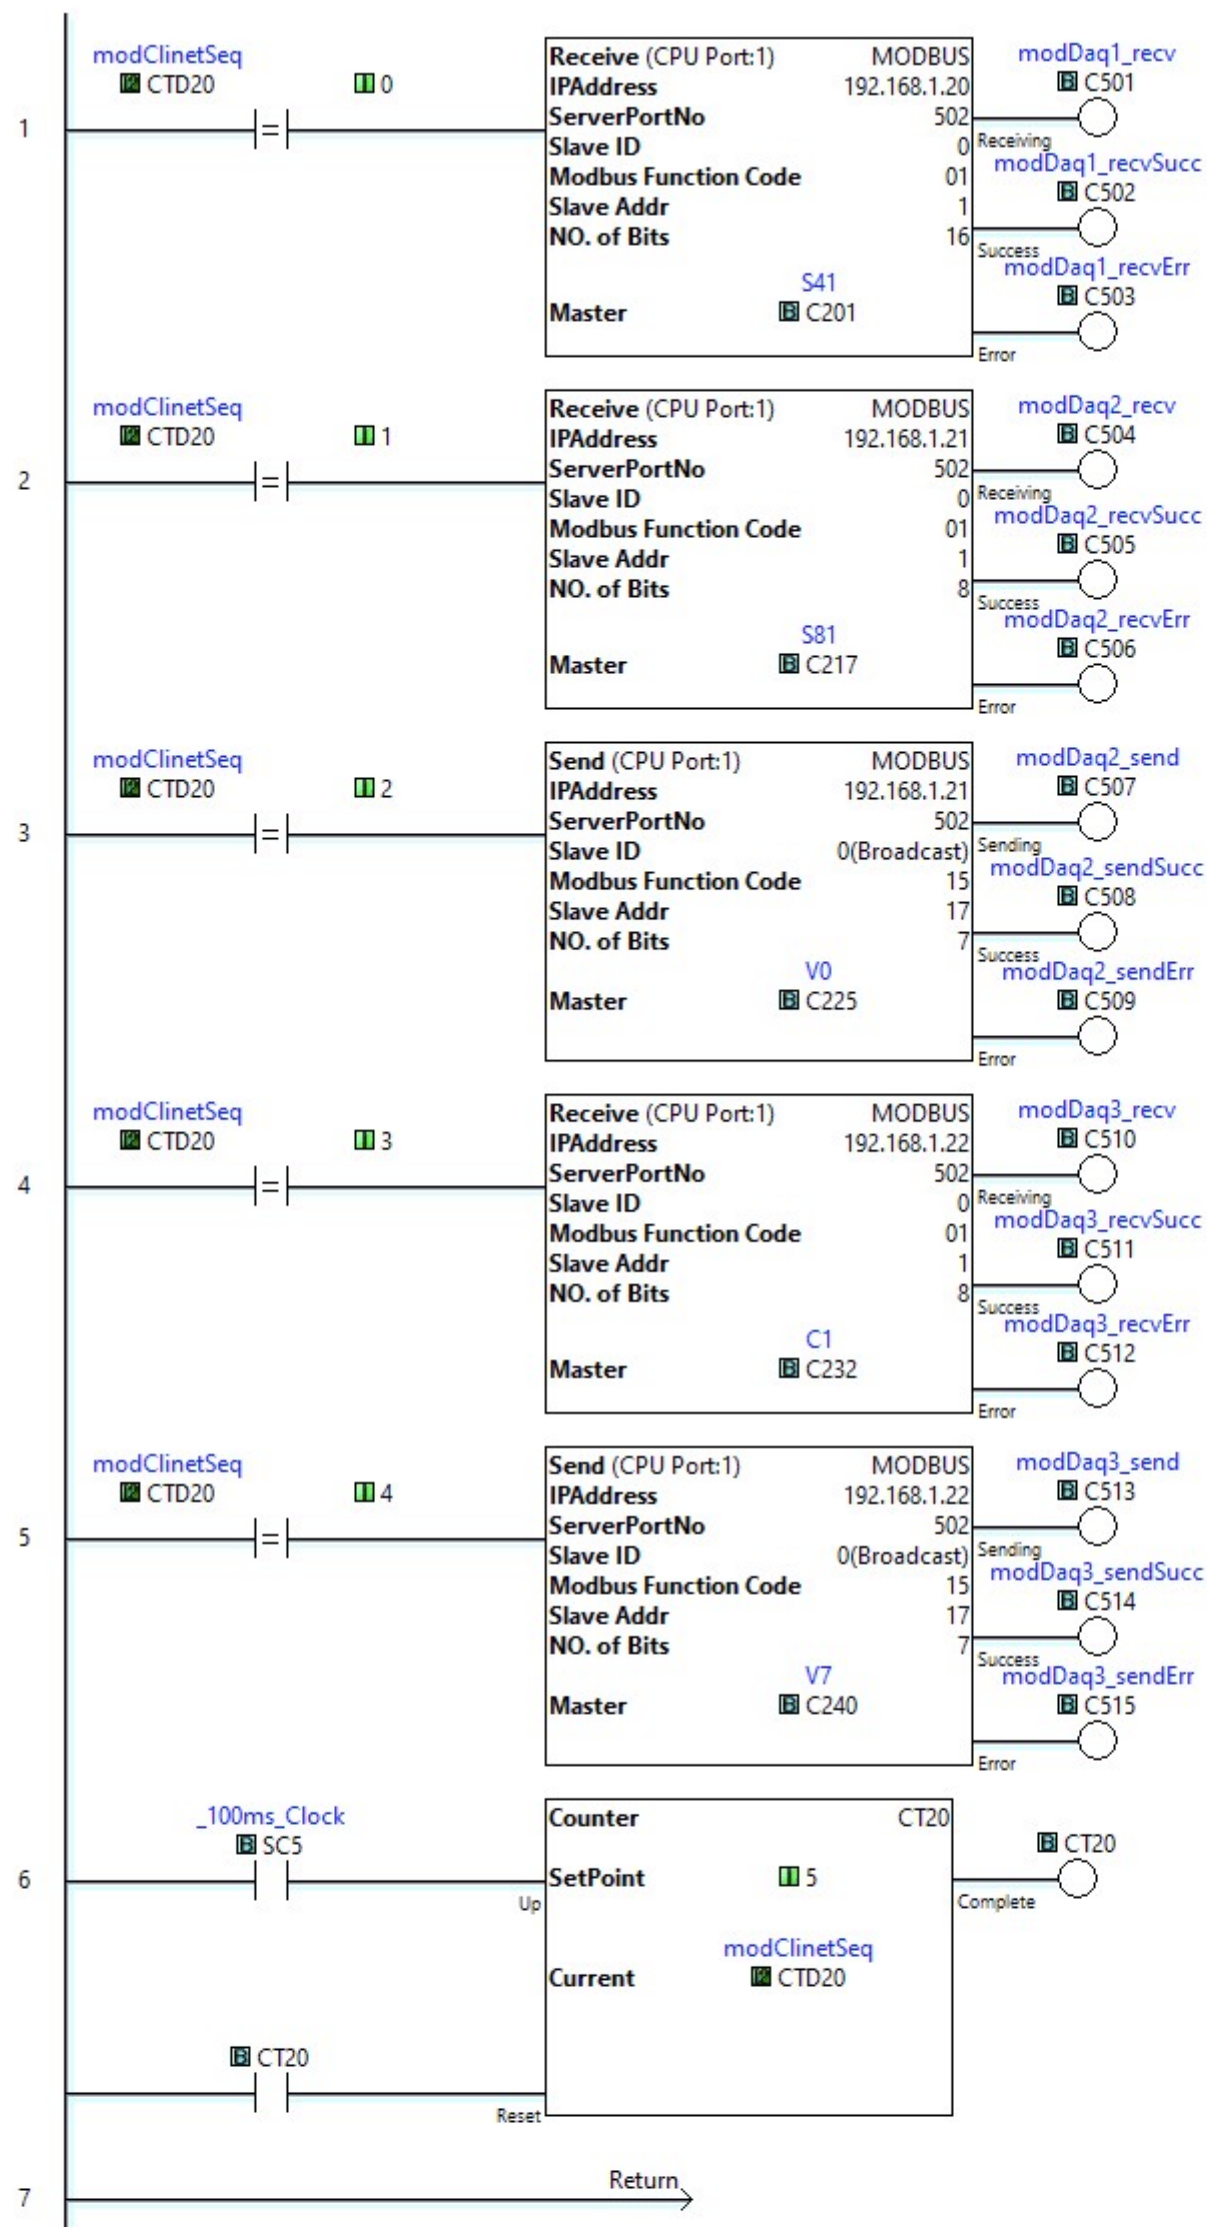 modClinetSeq
CTD20 0
1
=
Receive (CPU Port:1) MODBUS
IPAddress 192.168.1.20
ServerPortNo 502
Slave ID 0
Modbus Function Code 01
Slave Addr 1
NO. of Bits 16
S41
Master C201
modDaq1_recv
B C501
Receiving
modDaq1_recvSucc
B C502
Success
modDaq1_recvErr
B C503
Error
modClinetSeq
CTD20 1
2
=
Receive (CPU Port:1) MODBUS
IPAddress 192.168.1.21
ServerPortNo 502
Slave ID 0
Modbus Function Code 01
Slave Addr 1
NO. of Bits 8
S81
Master B C217
modDaq2_recv
B C504
Receiving
modDaq2_recvSucc
B C505
Success
modDaq2_recvErr
B C506
Error
modClinetSeq
CTD20 2
3
=
Send (CPU Port:1) MODBUS
IPAddress 192.168.1.21
ServerPortNo 502
Slave ID 0(Broadcast)
Modbus Function Code 15
Slave Addr 17
NO. of Bits 7
V0
Master B C225
modDaq2_send
B C507
Sending
modDaq2_sendSucc
B C508
Success
modDaq2_sendErr
B C509
Error
modClinetSeq
CTD20 3
4
=
Receive (CPU Port:1) MODBUS
IPAddress 192.168.1.22
ServerPortNo 502
Slave ID 0
Modbus Function Code 01
Slave Addr 1
NO. of Bits 8
C1
Master B C232
modDaq3_recv
B C510
Receiving
modDaq3_recvSucc
B C511
Success
modDaq3_recvErr
B C512
Error
modClinetSeq
CTD20 4
5
=
Send (CPU Port:1) MODBUS
IPAddress 192.168.1.22
ServerPortNo 502
Slave ID 0(Broadcast)
Modbus Function Code 15
Slave Addr 17
NO. of Bits 7
V7
Master B C240
modDaq3_send
B C513
Sending
modDaq3_sendSucc
B C514
Success
modDaq3_sendErr
B C515
Error
_100ms_Clock
B SC5
6
Up
Counter CT20
SetPoint 5
modClinetSeq
Current CTD20
B CT20
Complete
B CT20
Reset
7
Return